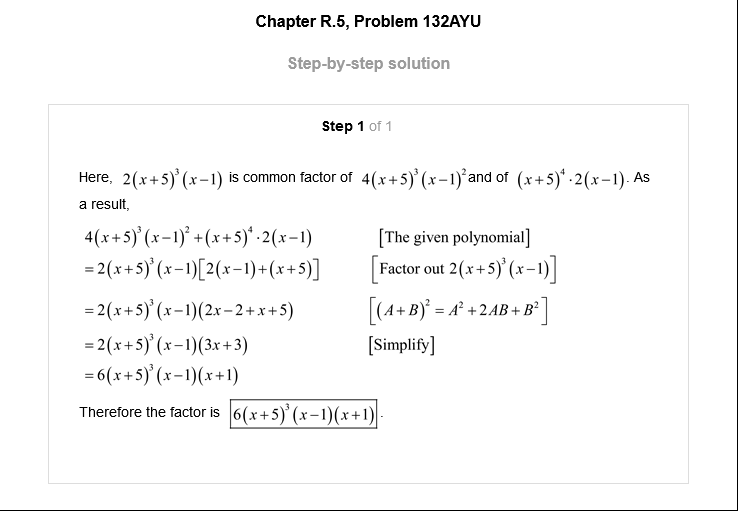 Chapter R.5, Problem 132AYU
Step-by-step solution
Step 1 of 1
Here, 2(x+5)³(x−1) is common factor of 4(x+5)³(x−1)² and of (x+5)⁴·2(x−1). As
a result,
4(x+5)³(x−1)²+(x+5)⁴·2(x−1) [The given polynomial]
=2(x+5)³(x−1)[2(x−1)+(x+5)] [Factor out 2(x+5)³(x−1)]
=2(x+5)³(x−1)(2x−2+x+5) [(A+B)²=A²+2AB+B²]
=2(x+5)³(x−1)(3x+3) [Simplify]
=6(x+5)³(x−1)(x+1)
Therefore the factor is 6(x+5)³(x−1)(x+1).